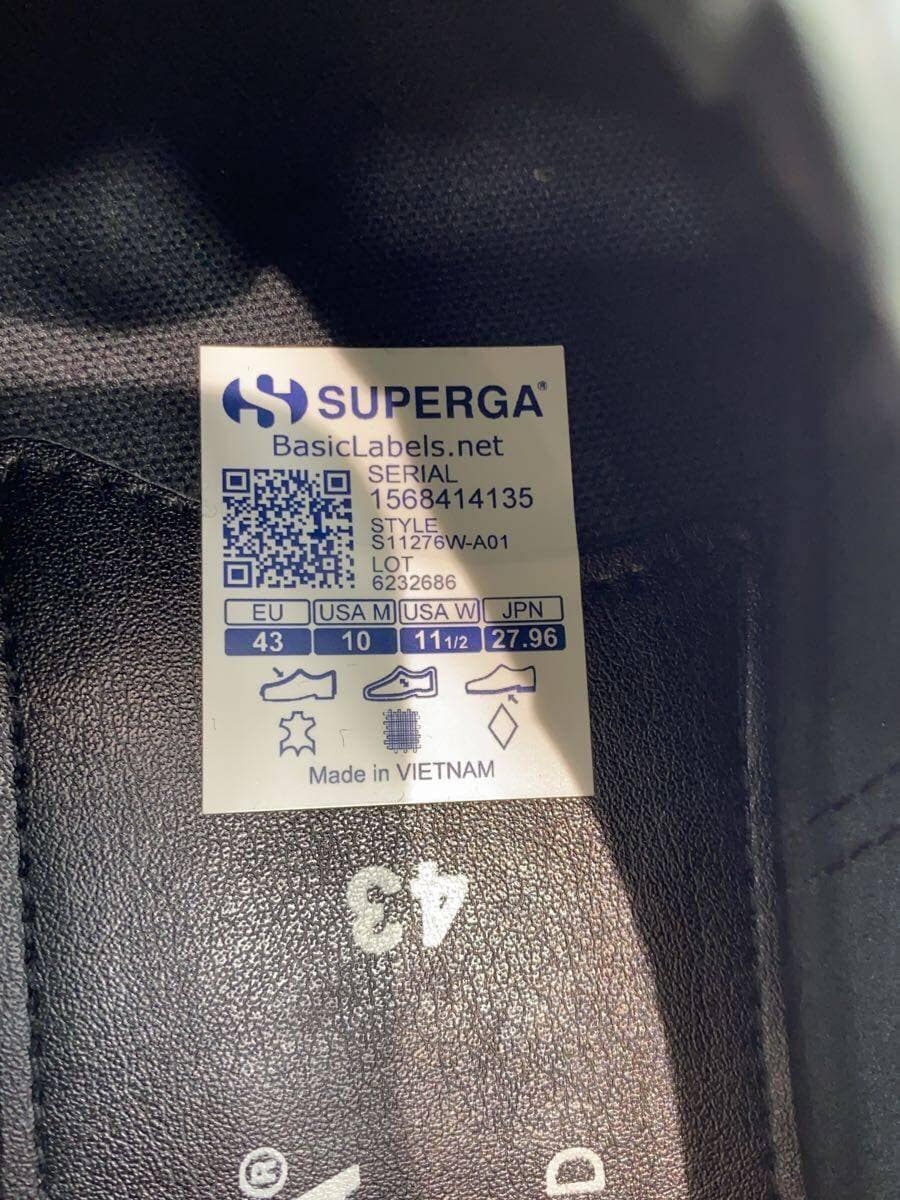 SUPERGA®
BasicLabels.net
SERIAL
1568414135
STYLE
S11276W-A01
LOT
6232686
EU USA M USA W JPN
43 10 11 1/2 27.96
Made in VIETNAM
43
® D